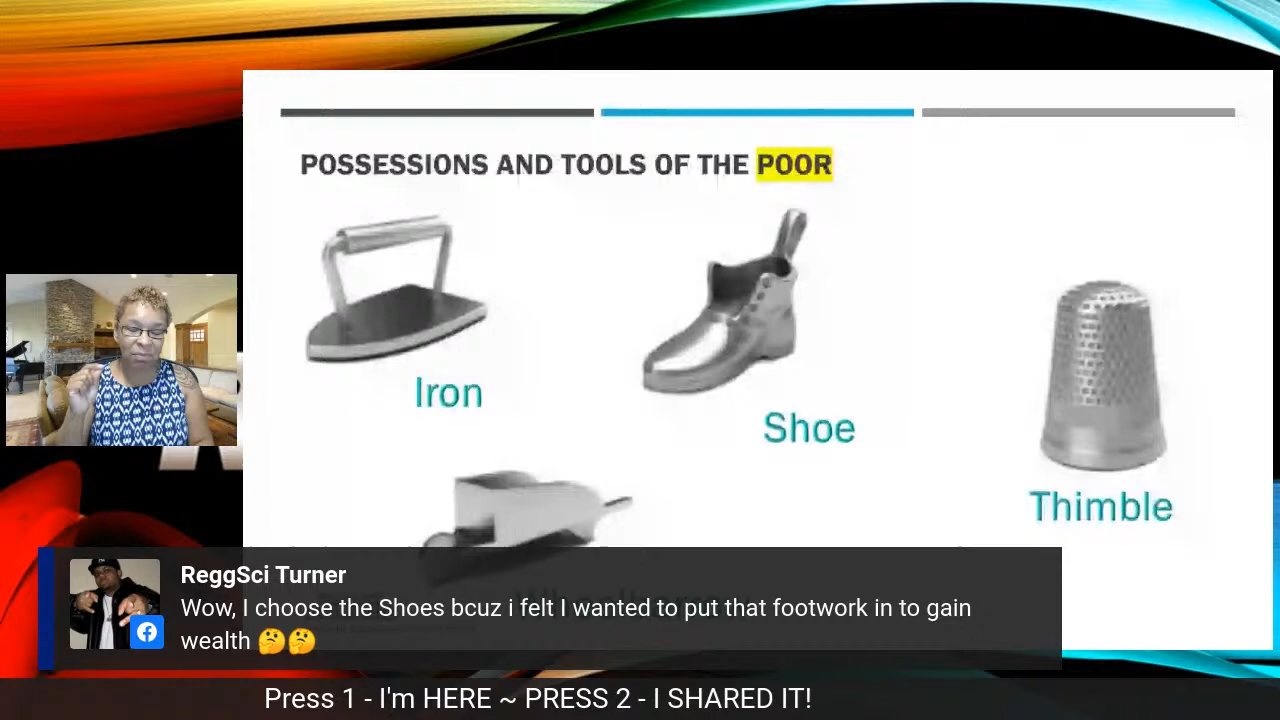 POSSESSIONS AND TOOLS OF THE POOR
Iron
Shoe
Thimble
Wheelbarrow
ReggSci Turner
Wow, I choose the Shoes bcuz i felt I wanted to put that footwork in to gain
wealth 🤔🤔
Press 1 - I'm HERE ~ PRESS 2 - I SHARED IT!